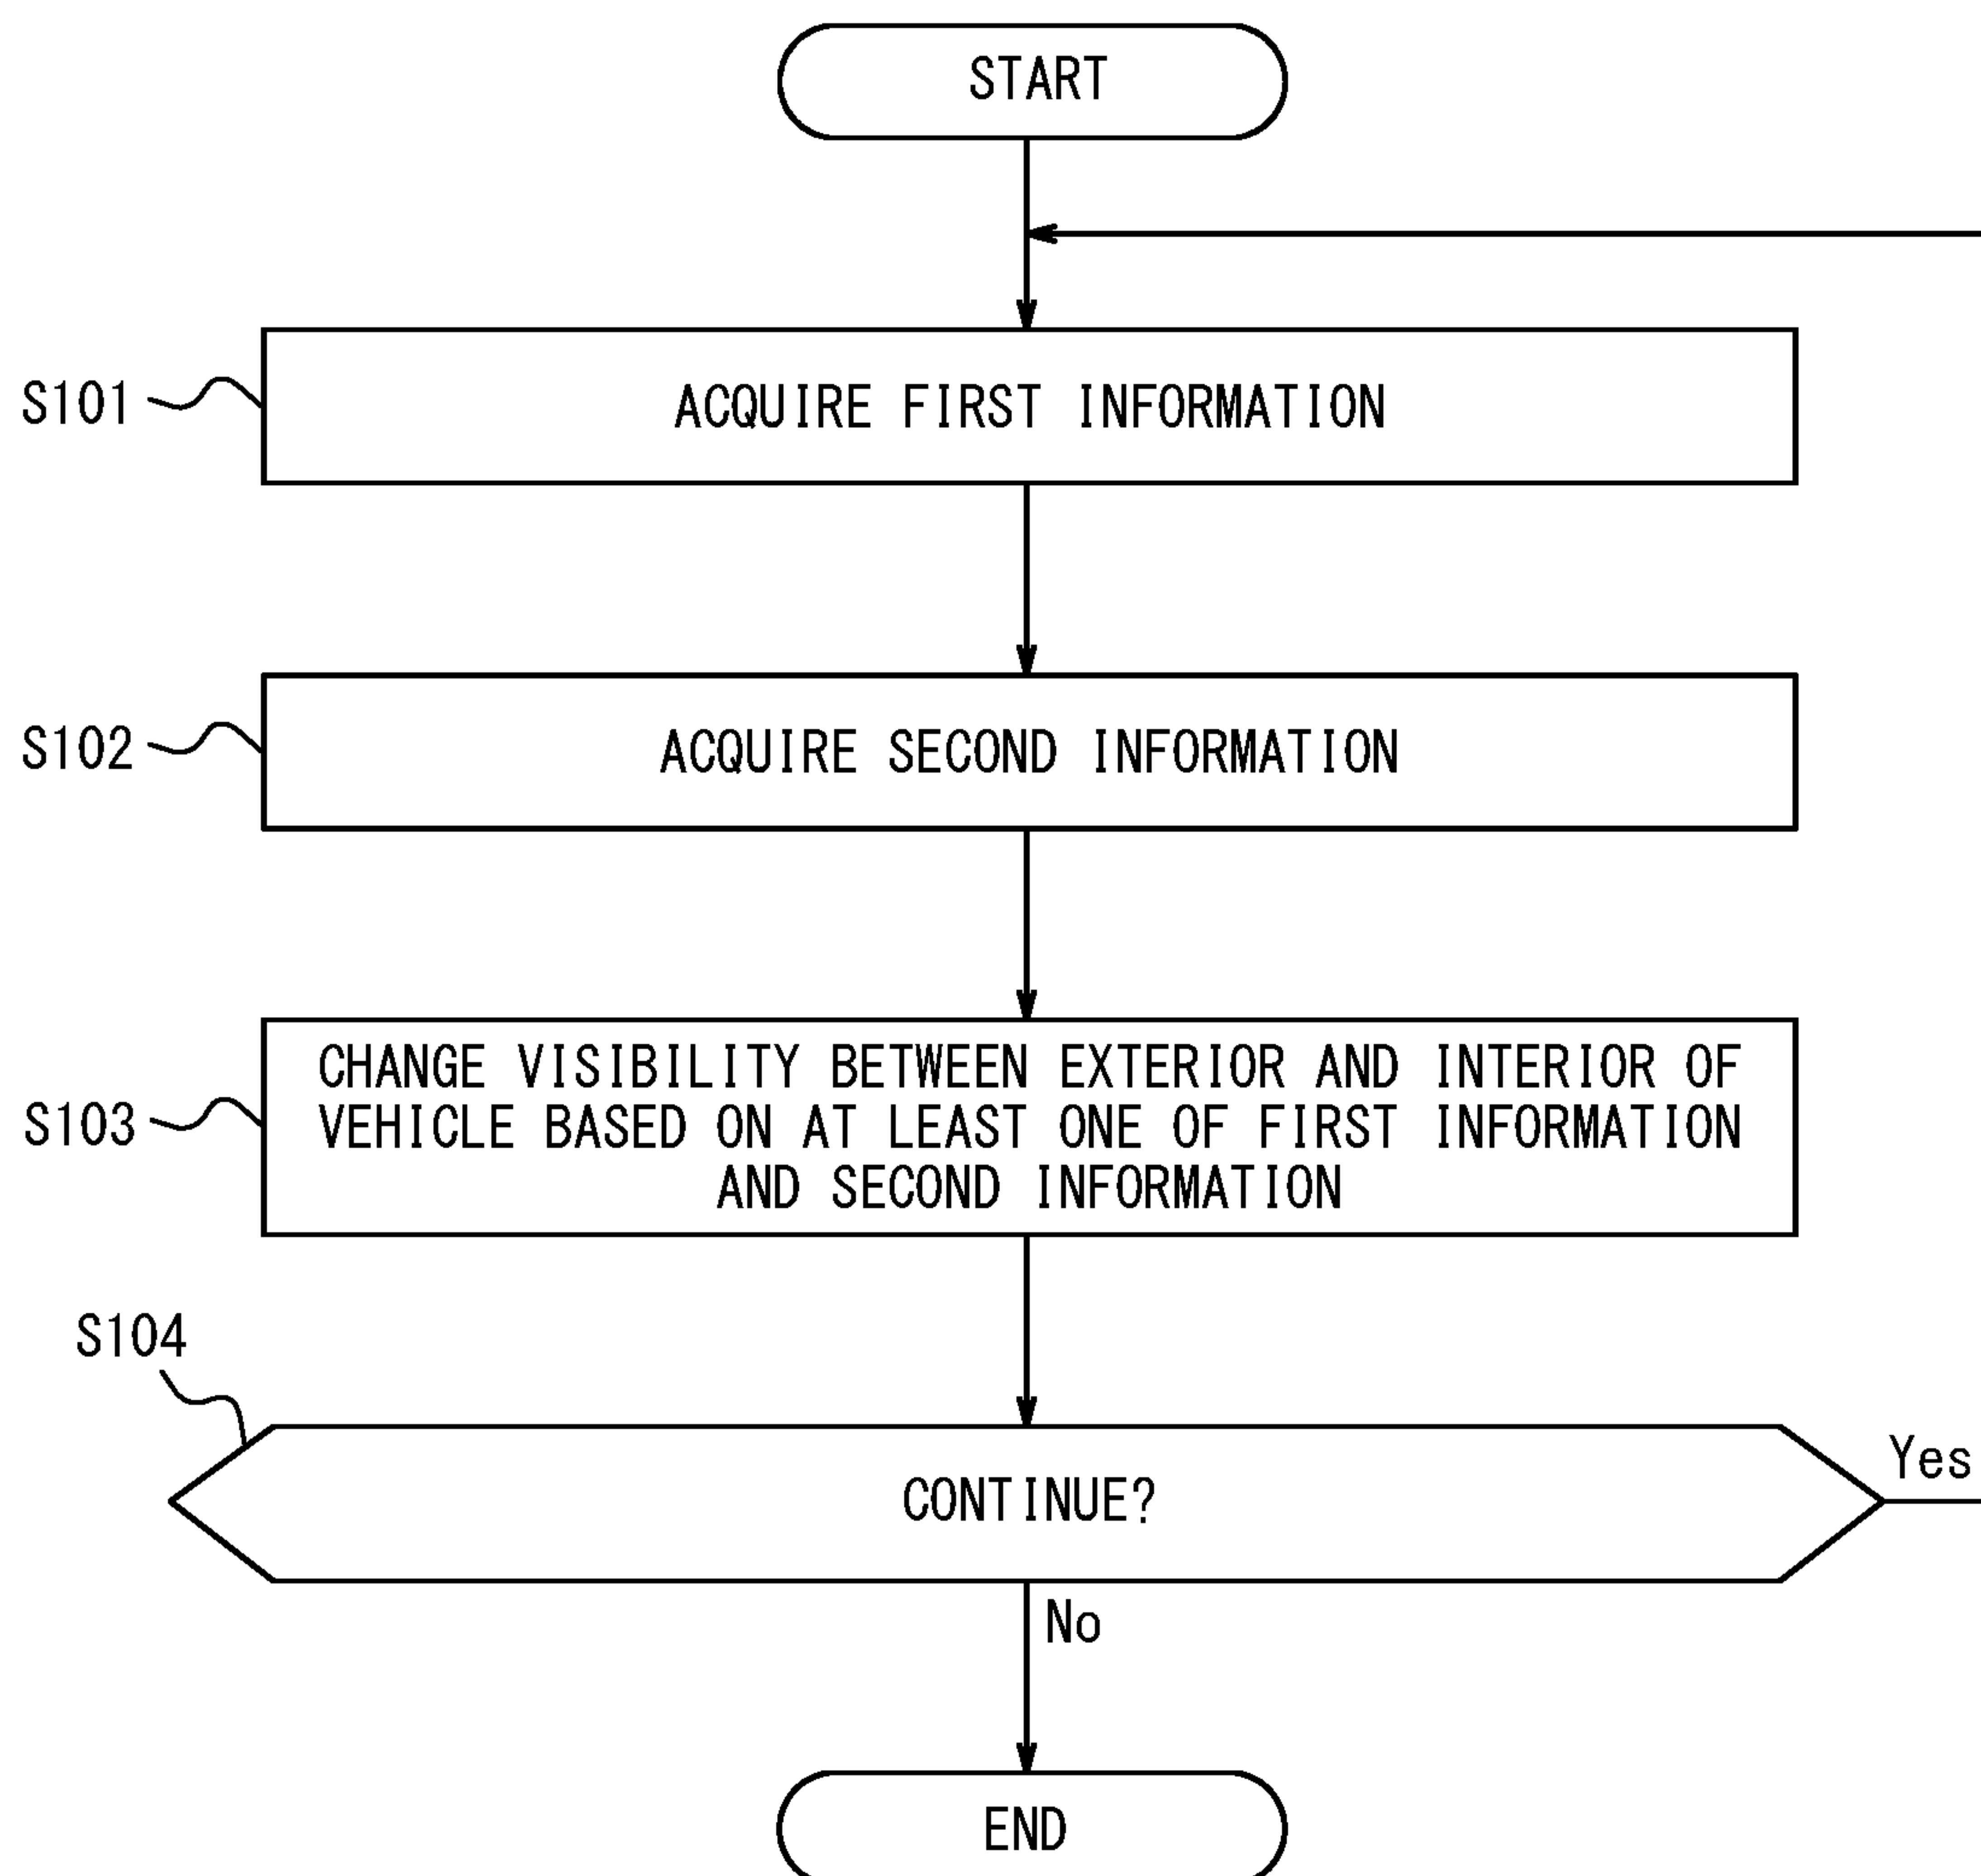 START
S101
ACQUIRE FIRST INFORMATION
S102
ACQUIRE SECOND INFORMATION
S103
CHANGE VISIBILITY BETWEEN EXTERIOR AND INTERIOR OF
VEHICLE BASED ON AT LEAST ONE OF FIRST INFORMATION
AND SECOND INFORMATION
S104
CONTINUE?
Yes
No
END